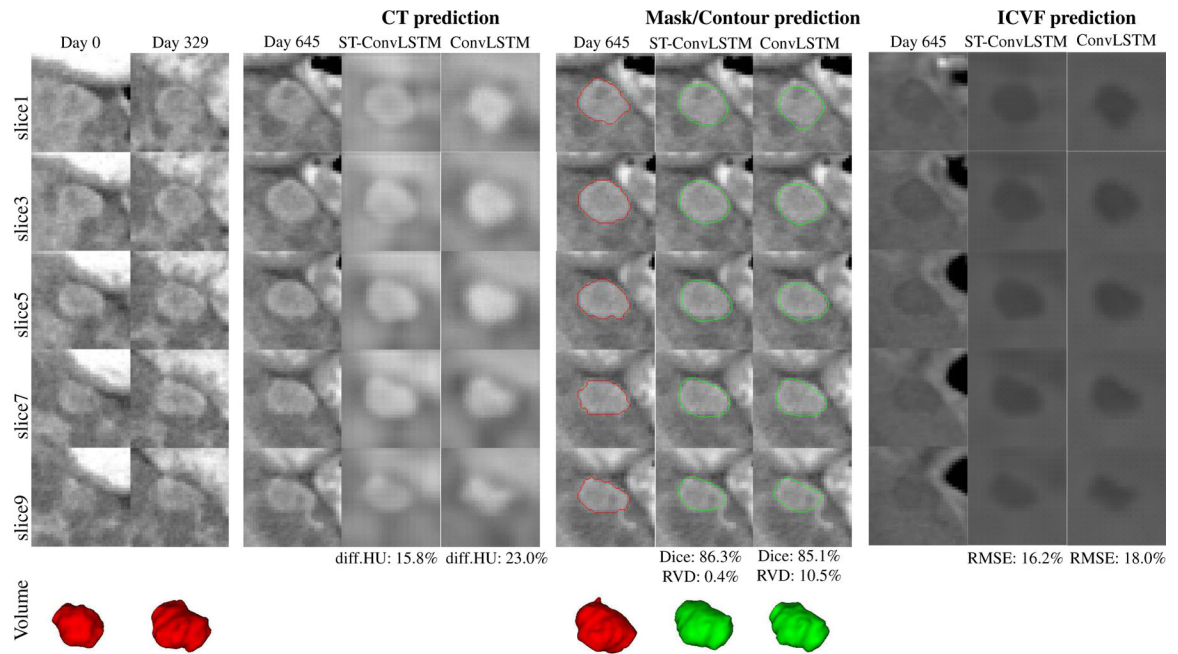 CT prediction
Mask/Contour prediction
ICVF prediction
Day 0
Day 329
Day 645
ST-ConvLSTM
ConvLSTM
Day 645
ST-ConvLSTM
ConvLSTM
Day 645
ST-ConvLSTM
ConvLSTM
slice1
slice3
slice5
slice7
slice9
diff.HU: 15.8%
diff.HU: 23.0%
Dice: 86.3%
Dice: 85.1%
RVD: 0.4%
RVD: 10.5%
RMSE: 16.2%
RMSE: 18.0%
Volume